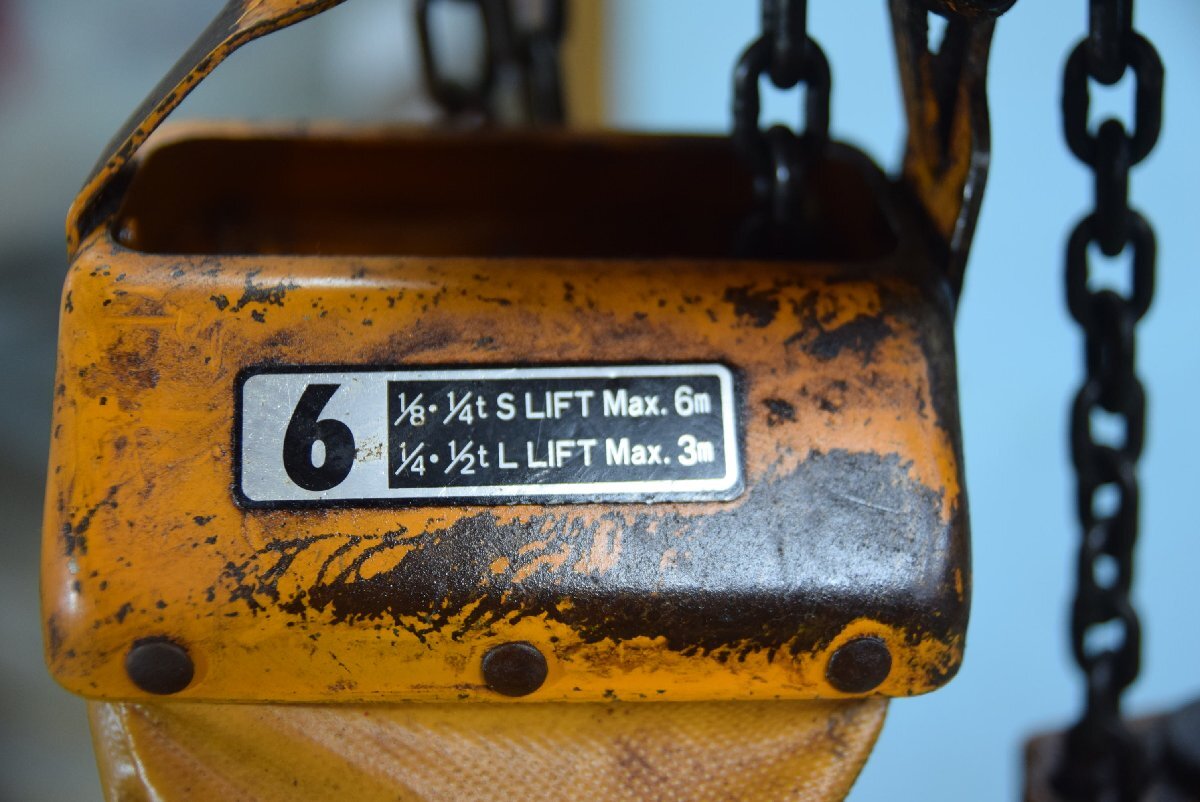 6
⅛・¼t S LIFT Max. 6m
¼・½t L LIFT Max. 3m